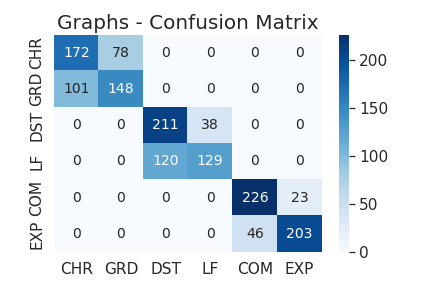 Graphs - Confusion Matrix
CHR 172 78 0 0 0 0
GRD 101 148 0 0 0 0
DST 0 0 211 38 0 0
LF 0 0 120 129 0 0
COM 0 0 0 0 226 23
EXP 0 0 0 0 46 203
CHR GRD DST LF COM EXP
200
150
100
50
0